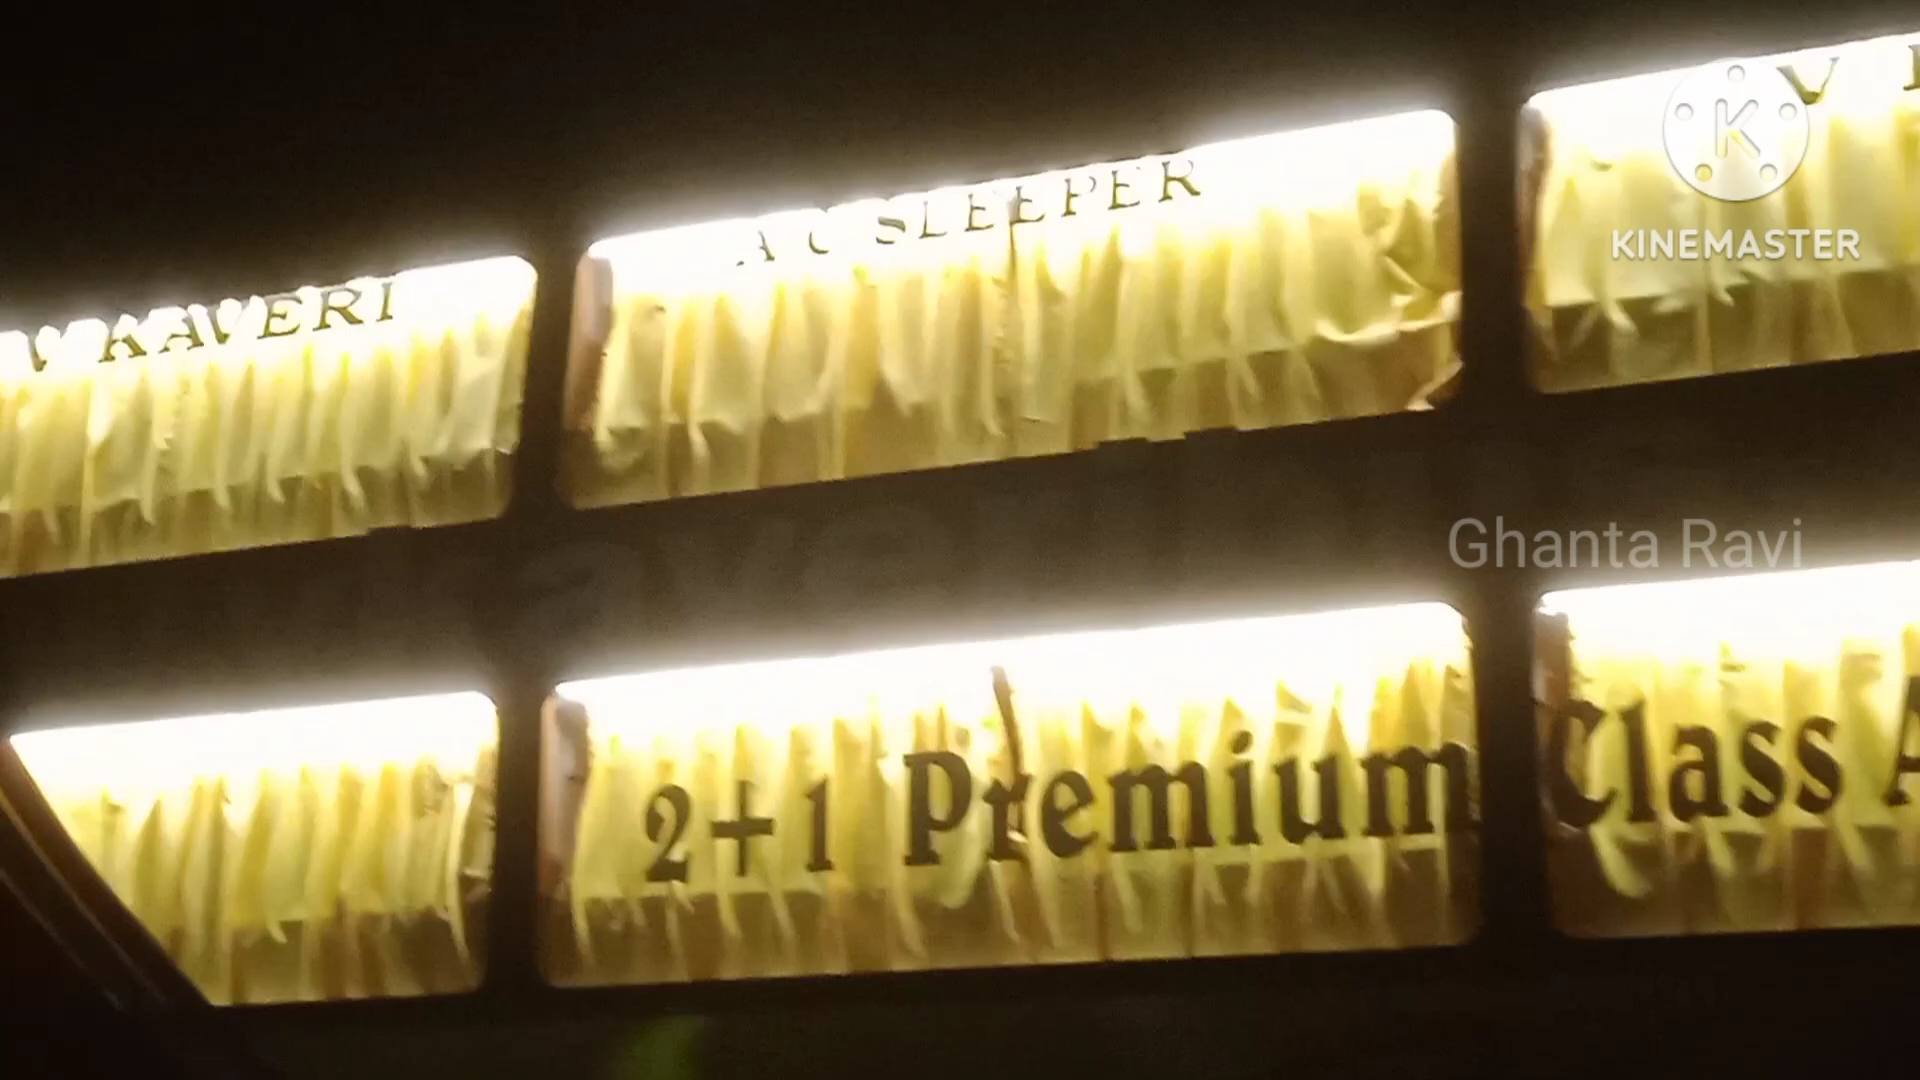 V KAVERI
A C SLEEPER
V
K
KINEMASTER
Ghanta Ravi
2+1 Premium Class A